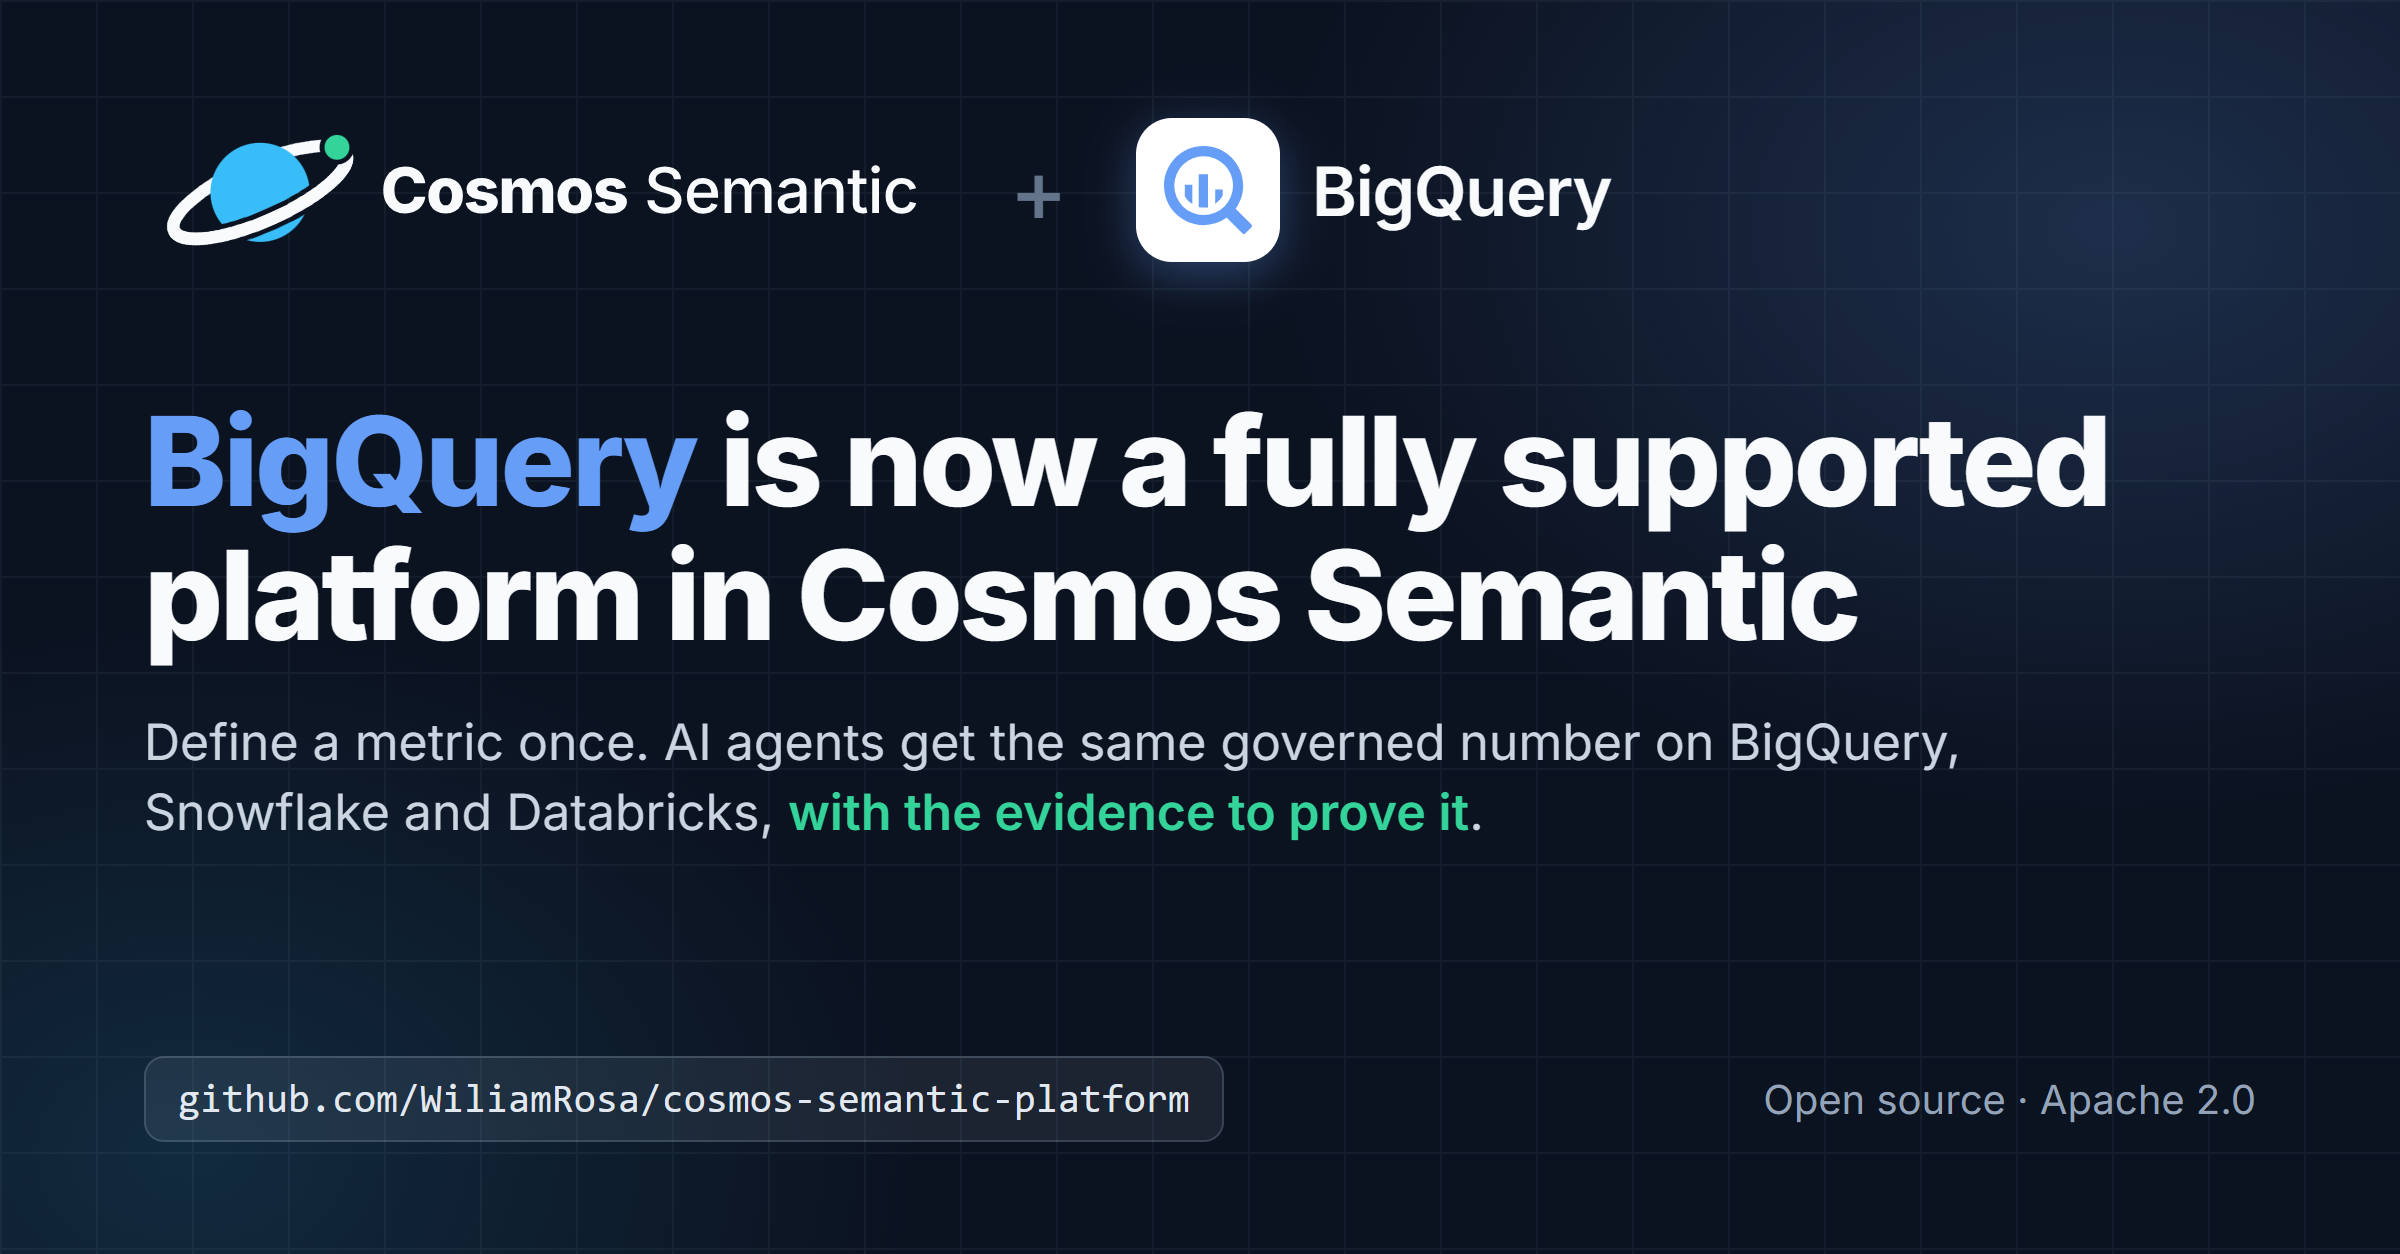 Cosmos Semantic + BigQuery
BigQuery is now a fully supported
platform in Cosmos Semantic
Define a metric once. AI agents get the same governed number on BigQuery,
Snowflake and Databricks, with the evidence to prove it.
github.com/WiliamRosa/cosmos-semantic-platform
Open source · Apache 2.0